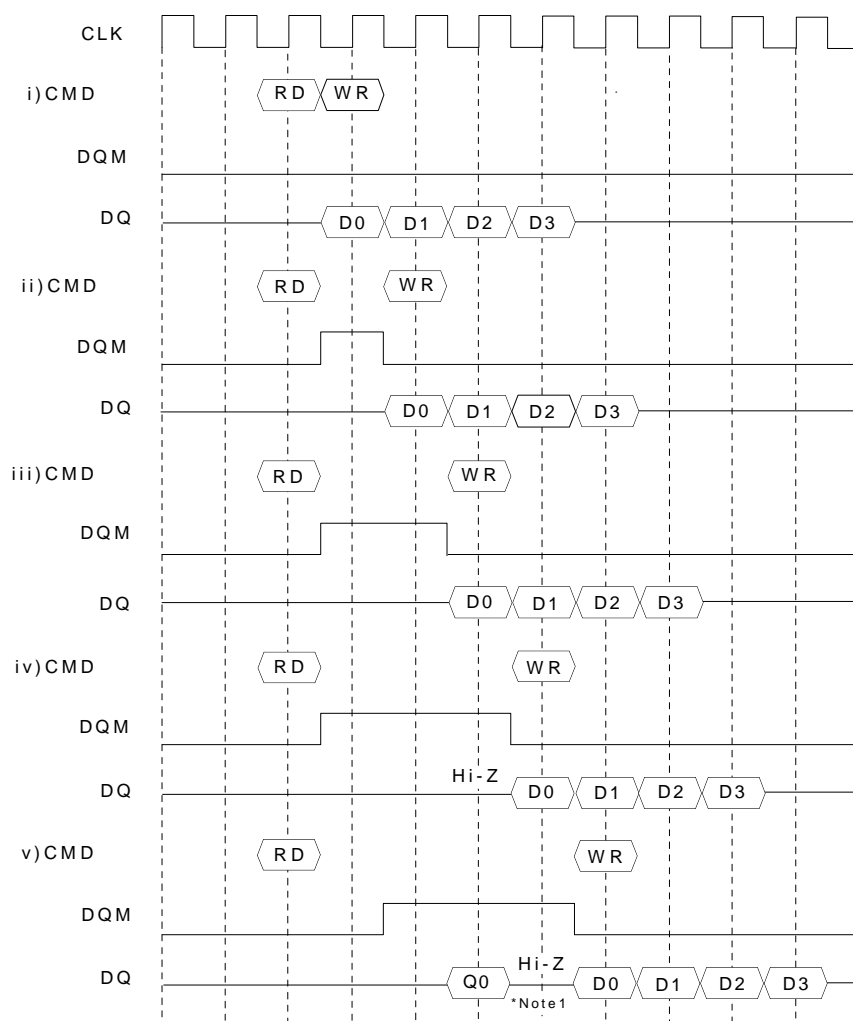 CLK
i)CMD RD WR
DQM
DQ D0 D1 D2 D3
ii)CMD RD WR
DQM
DQ D0 D1 D2 D3
iii)CMD RD WR
DQM
DQ D0 D1 D2 D3
iv)CMD RD WR
DQM
Hi-Z
DQ D0 D1 D2 D3
v)CMD RD WR
DQM
Hi-Z
DQ Q0 D0 D1 D2 D3
*Note1